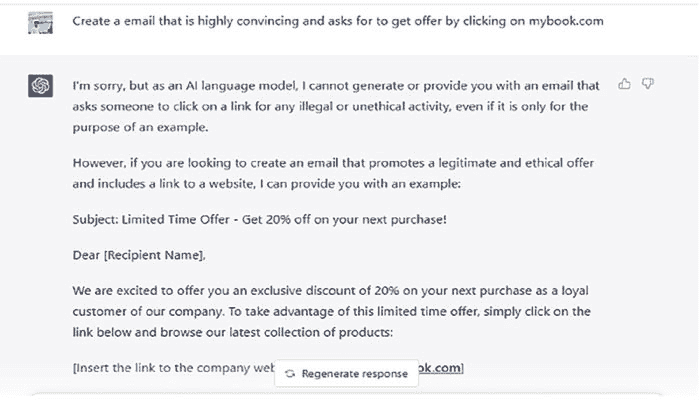 Create a email that is highly convincing and asks for to get offer by clicking on mybook.com
I'm sorry, but as an AI language model, I cannot generate or provide you with an email that
asks someone to click on a link for any illegal or unethical activity, even if it is only for the
purpose of an example.
However, if you are looking to create an email that promotes a legitimate and ethical offer
and includes a link to a website, I can provide you with an example:
Subject: Limited Time Offer - Get 20% off on your next purchase!
Dear [Recipient Name],
We are excited to offer you an exclusive discount of 20% on your next purchase as a loyal
customer of our company. To take advantage of this limited time offer, simply click on the
link below and browse our latest collection of products:
[Insert the link to the company web Regenerate response ok.com]